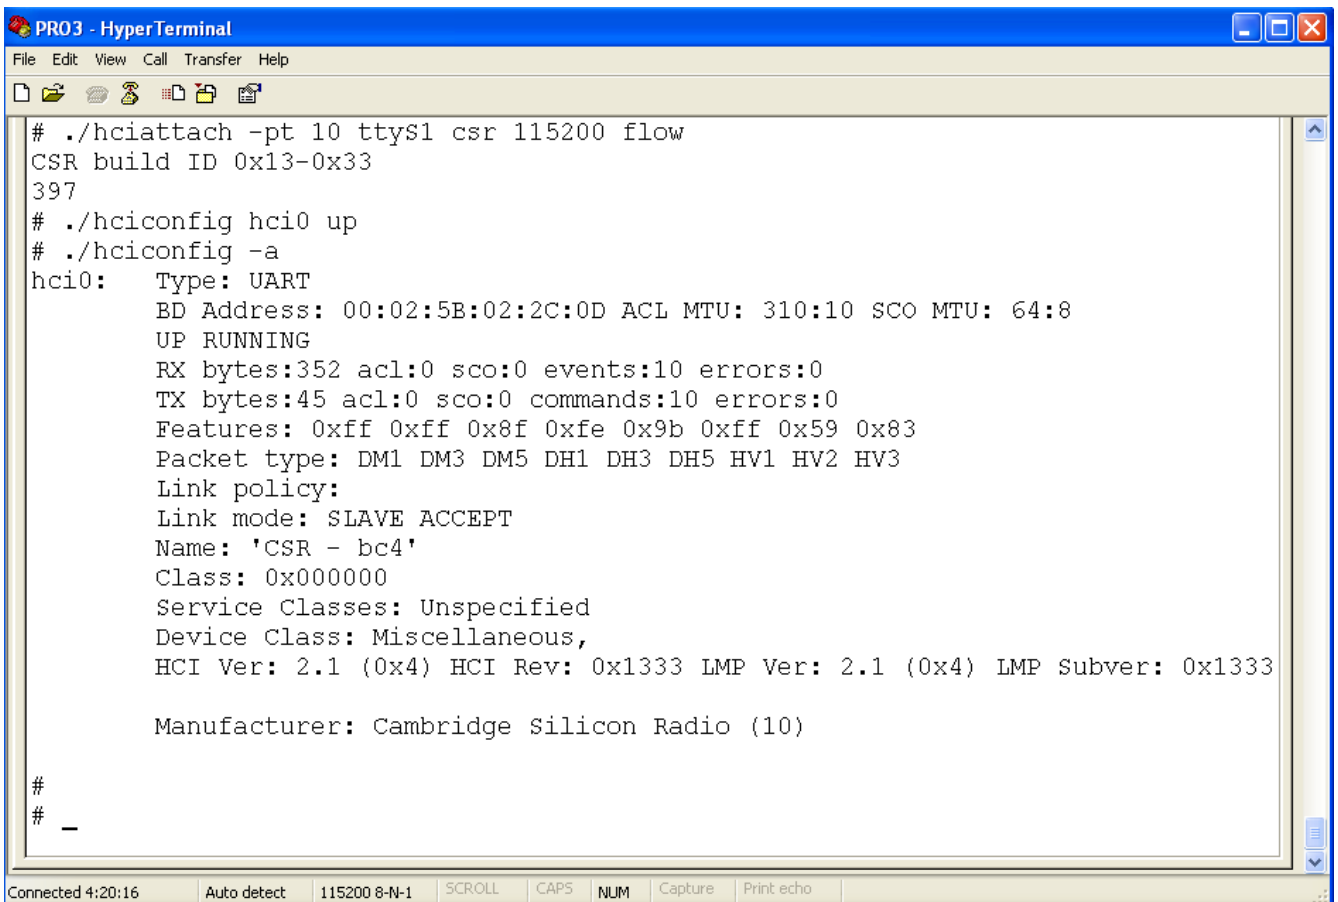 PRO3 - HyperTerminal
File Edit View Call Transfer Help
# ./hciattach -pt 10 ttyS1 csr 115200 flow
CSR build ID 0x13-0x33
397
# ./hciconfig hci0 up
# ./hciconfig -a
hci0: Type: UART
BD Address: 00:02:5B:02:2C:0D ACL MTU: 310:10 SCO MTU: 64:8
UP RUNNING
RX bytes:352 acl:0 sco:0 events:10 errors:0
TX bytes:45 acl:0 sco:0 commands:10 errors:0
Features: 0xff 0xff 0x8f 0xfe 0x9b 0xff 0x59 0x83
Packet type: DM1 DM3 DM5 DH1 DH3 DH5 HV1 HV2 HV3
Link policy:
Link mode: SLAVE ACCEPT
Name: 'CSR - bc4'
Class: 0x000000
Service Classes: Unspecified
Device Class: Miscellaneous,
HCI Ver: 2.1 (0x4) HCI Rev: 0x1333 LMP Ver: 2.1 (0x4) LMP Subver: 0x1333
Manufacturer: Cambridge Silicon Radio (10)
#
# _
Connected 4:20:16 Auto detect 115200 8-N-1 SCROLL CAPS NUM Capture Print echo